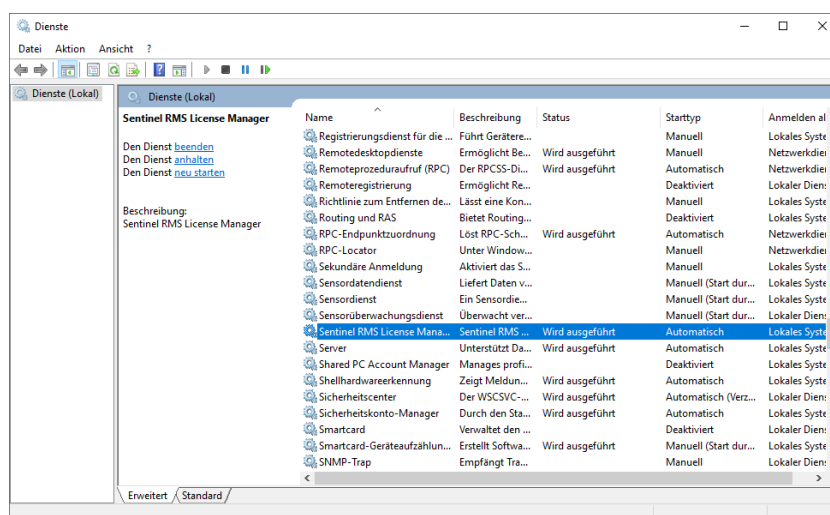 Dienste
Datei Aktion Ansicht ?
Dienste (Lokal)
Dienste (Lokal)
Sentinel RMS License Manager
Den Dienst beenden
Den Dienst anhalten
Den Dienst neu starten
Beschreibung:
Sentinel RMS License Manager
Name Beschreibung Status Starttyp Anmelden al
Registrierungsdienst für die ... Führt Gerätere... Manuell Lokales Syste
Remotedesktopdienste Ermöglicht Be... Wird ausgeführt Manuell Netzwerkdien
Remoteprozeduraufruf (RPC) Der RPCSS-Di... Wird ausgeführt Automatisch Netzwerkdien
Remoteregistrierung Ermöglicht Re... Deaktiviert Lokaler Diens
Richtlinie zum Entfernen de... Lässt eine Kon... Manuell Lokales Syste
Routing und RAS Bietet Routing... Deaktiviert Lokales Syste
RPC-Endpunktzuordnung Löst RPC-Sch... Wird ausgeführt Automatisch Netzwerkdien
RPC-Locator Unter Window... Manuell Netzwerkdien
Sekundäre Anmeldung Aktiviert das S... Manuell Lokales Syste
Sensordatendienst Liefert Daten v... Manuell (Start dur... Lokales Syste
Sensordienst Ein Sensordie... Manuell (Start dur... Lokales Syste
Sensorüberwachungsdienst Überwacht ver... Manuell (Start dur... Lokaler Diens
Sentinel RMS License Mana... Sentinel RMS ... Wird ausgeführt Automatisch Lokales Syste
Server Unterstützt Da... Wird ausgeführt Automatisch Lokales Syste
Shared PC Account Manager Manages profi... Deaktiviert Lokales Syste
Shellhardwareerkennung Zeigt Meldun... Wird ausgeführt Automatisch Lokales Syste
Sicherheitscenter Der WSCSVC-... Wird ausgeführt Automatisch (Verz... Lokaler Diens
Sicherheitskonto-Manager Durch den Sta... Wird ausgeführt Automatisch Lokales Syste
Smartcard Verwaltet den ... Deaktiviert Lokaler Diens
Smartcard-Geräteaufzählun... Erstellt Softwa... Wird ausgeführt Manuell (Start dur... Lokales Syste
SNMP-Trap Empfängt Tra... Manuell Lokaler Diens
Erweitert Standard